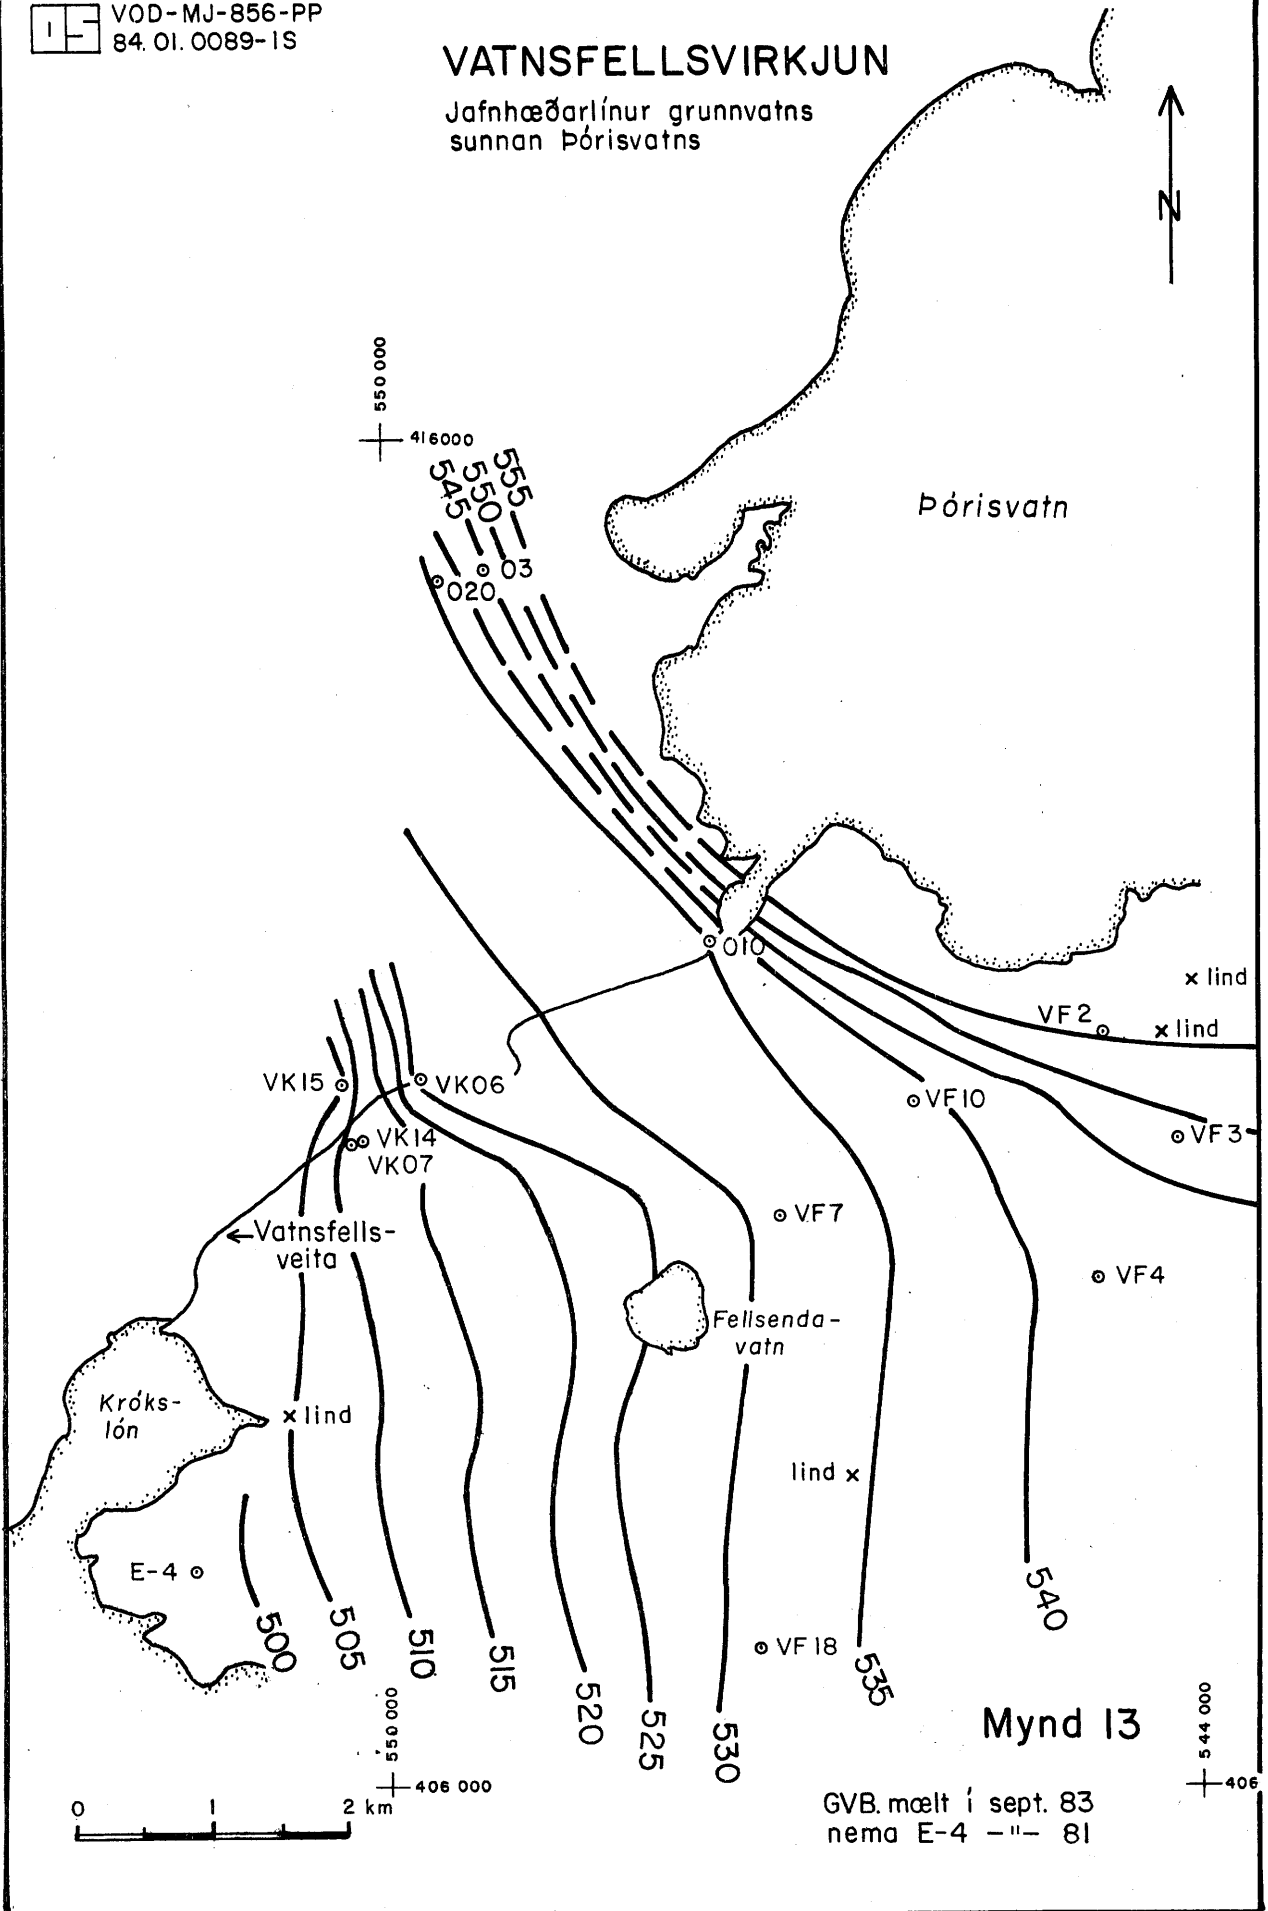 OS
VOD-MJ-856-PP
84.01.0089-IS
VATNSFELLSVIRKJUN
Jafnhæðarlínur grunnvatns
sunnan Þórisvatns
N
550 000
416000
545
550
555
Þórisvatn
03
020
010
lind
VF2
lind
VK15
VK06
VF10
VK14
VF3
VK07
VF7
Vatnsfells-
veita
VF4
Fellsenda-
vatn
Króks-
lón
lind
lind
E-4
540
500
505
510
515
VF18
535
520
525
530
Mynd 13
550 000
406 000
544 000
406
0 1 2 km
GVB. mælt í sept. 83
nema E-4 -"- 81